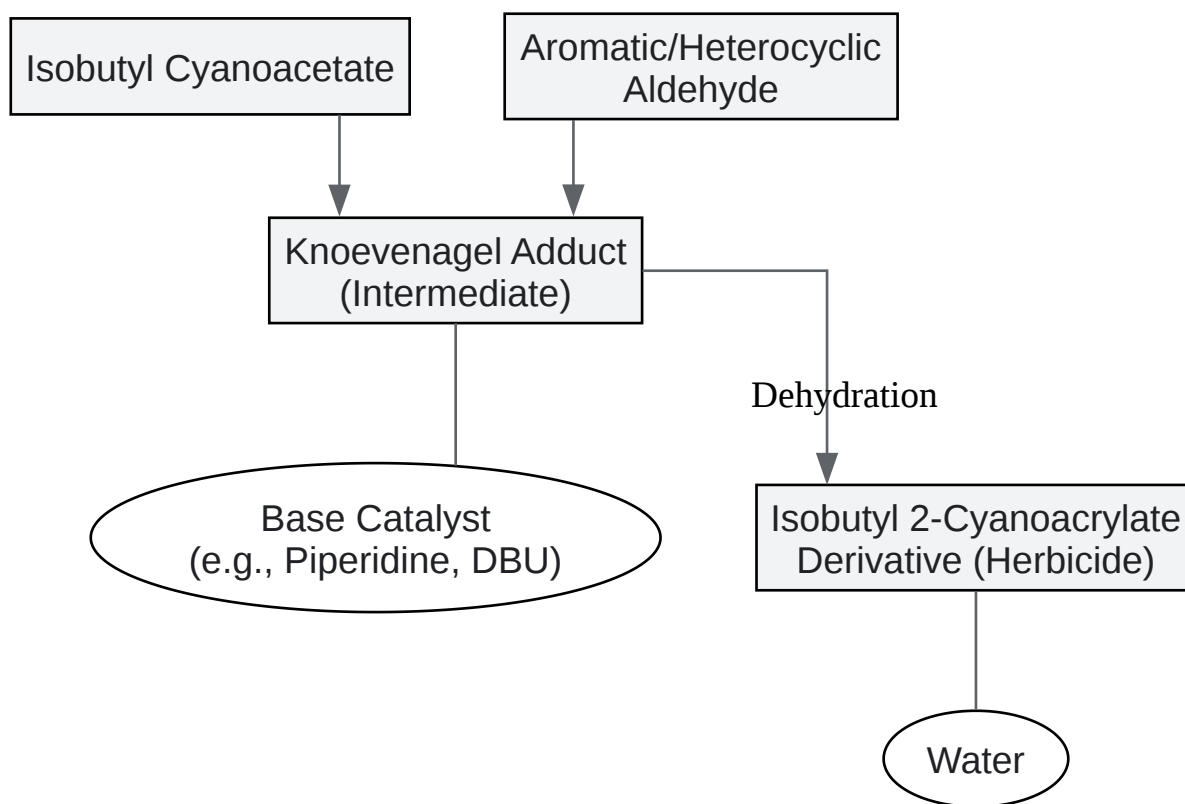 Isobutyl Cyanoacetate
Aromatic/Heterocyclic
Aldehyde
Knoevenagel Adduct
(Intermediate)
Dehydration
Base Catalyst
(e.g., Piperidine, DBU)
Isobutyl 2-Cyanoacrylate
Derivative (Herbicide)
Water